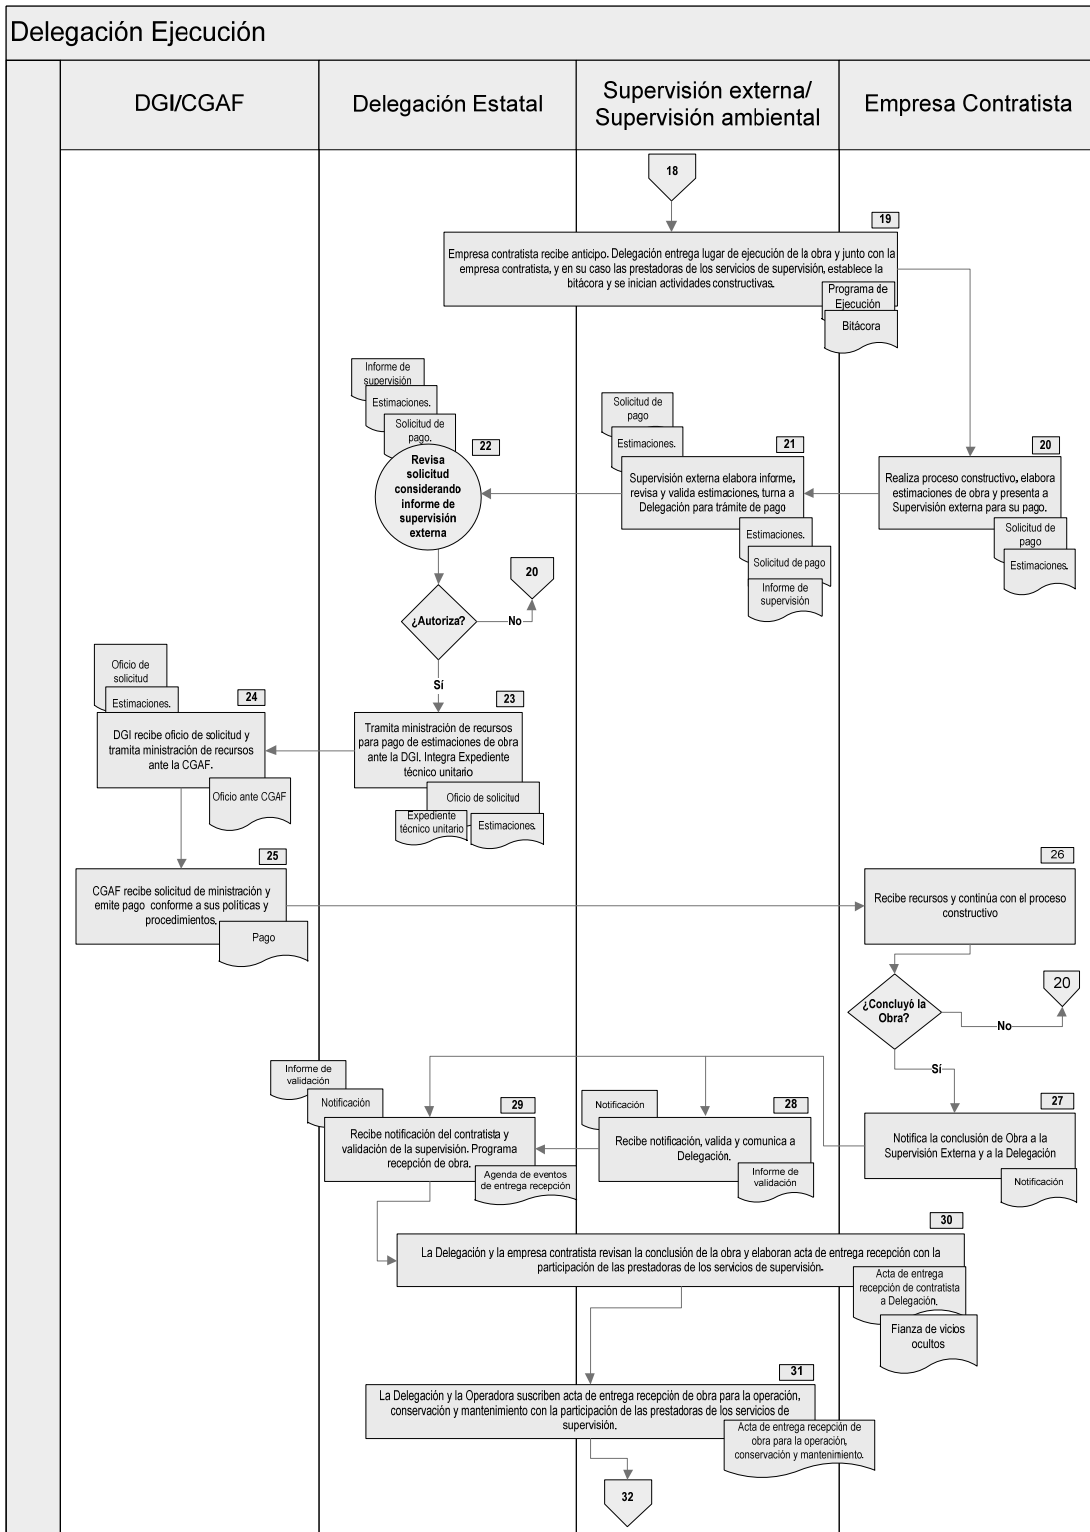 Delegación Ejecución
DGI/CGAF
Delegación Estatal
Supervisión externa/
Supervisión ambiental
Empresa Contratista
18
19
Empresa contratista recibe anticipo. Delegación entrega lugar de ejecución de la obra y junto con la
empresa contratista, y en su caso las prestadoras de los servicios de supervisión, establece la
bitácora y se inician actividades constructivas.
Programa de
Ejecución
Bitácora
Informe de
supervisión
Estimaciones.
Solicitud de
pago.
22
Revisa
solicitud
considerando
informe de
supervisión
externa
Solicitud de
pago
Estimaciones.
21
Supervisión externa elabora informe,
revisa y valida estimaciones, turna a
Delegación para trámite de pago
Estimaciones.
Solicitud de pago
Informe de
supervisión
20
Realiza proceso constructivo, elabora
estimaciones de obra y presenta a
Supervisión externa para su pago.
Solicitud de
pago
Estimaciones.
20
¿Autoriza?
No
Sí
Oficio de
solicitud
Estimaciones.
24
DGI recibe oficio de solicitud y
tramita ministración de recursos
ante la CGAF.
Oficio ante CGAF
23
Tramita ministración de recursos
para pago de estimaciones de obra
ante la DGI. Integra Expediente
técnico unitario
Oficio de solicitud
Expediente
técnico unitario
Estimaciones.
25
CGAF recibe solicitud de ministración y
emite pago conforme a sus políticas y
procedimientos.
Pago
26
Recibe recursos y continúa con el proceso
constructivo
¿Concluyó la
Obra?
No
20
Sí
Informe de
validación
Notificación
29
Recibe notificación del contratista y
validación de la supervisión. Programa
recepción de obra.
Agenda de eventos
de entrega recepción
Notificación
28
Recibe notificación, valida y comunica a
Delegación.
Informe de
validación
27
Notifica la conclusión de Obra a la
Supervisión Externa y a la Delegación
Notificación
30
La Delegación y la empresa contratista revisan la conclusión de la obra y elaboran acta de entrega recepción con la
participación de las prestadoras de los servicios de supervisión.
Acta de entrega
recepción de contratista
a Delegación.
Fianza de vicios
ocultos
31
La Delegación y la Operadora suscriben acta de entrega recepción de obra para la operación,
conservación y mantenimiento con la participación de las prestadoras de los servicios de
supervisión.
Acta de entrega recepción de
obra para la operación,
conservación y mantenimiento.
32